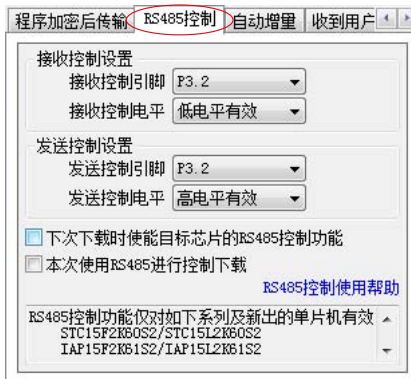 程序加密后传输 RS485控制 自动增量 收到用户
接收控制设置
接收控制引脚 P3.2
接收控制电平 低电平有效
发送控制设置
发送控制引脚 P3.2
发送控制电平 高电平有效
下次下载时使能目标芯片的RS485控制功能
本次使用RS485进行控制下载
RS485控制使用帮助
RS485控制功能仅对如下系列及新出的单片机有效
STC15F2K60S2/STC15L2K60S2
IAP15F2K61S2/IAP15L2K61S2